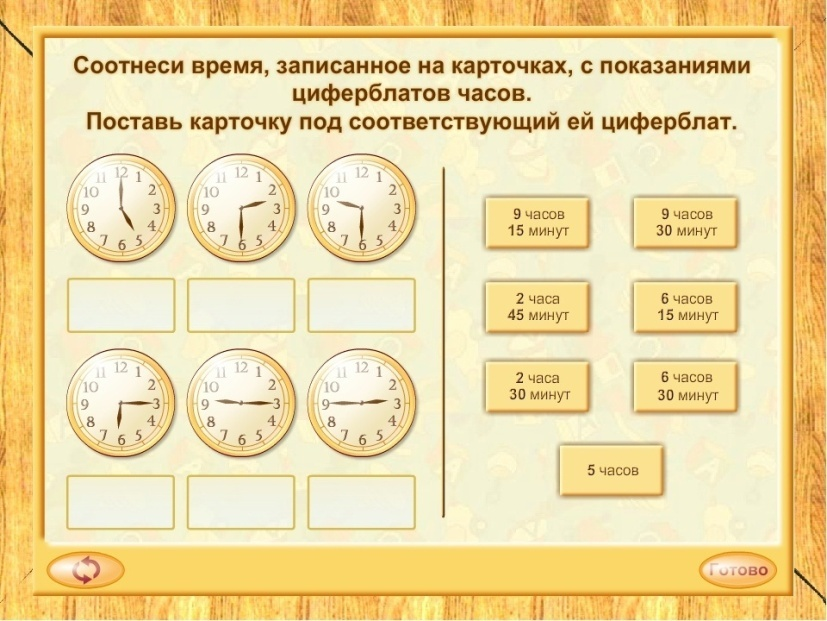 Соотнеси время, записанное на карточках, с показаниями
циферблатов часов.
Поставь карточку под соответствующий ей циферблат.
11 12 1
10 2
9 3
8 4
7 6 5
11 12 1
10 2
9 3
8 4
7 6 5
11 12 1
10 2
9 3
8 4
7 6 5
11 12 1
10 2
9 3
8 4
7 6 5
11 12 1
10 2
9 3
8 4
7 6 5
11 12 1
10 2
9 3
8 4
7 6 5
9 часов
15 минут
9 часов
30 минут
2 часа
45 минут
6 часов
15 минут
2 часа
30 минут
6 часов
30 минут
5 часов
Готово